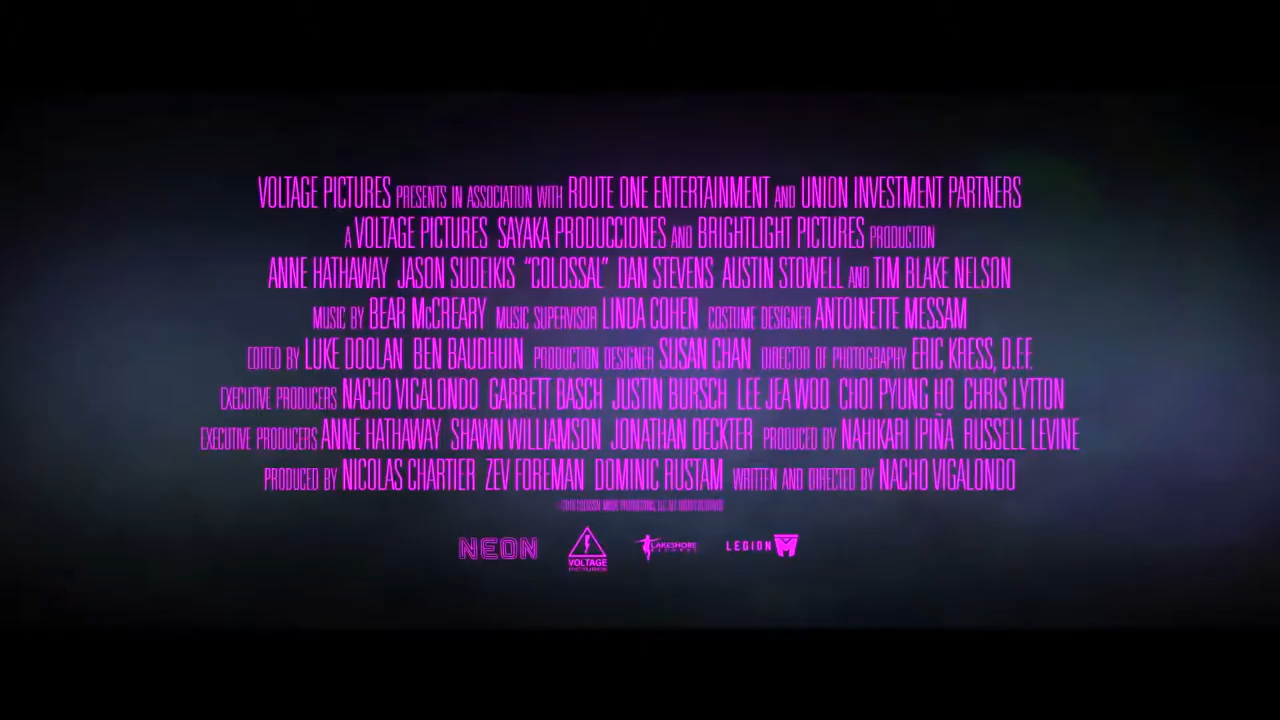 VOLTAGE PICTURES PRESENTS IN ASSOCIATION WITH ROUTE ONE ENTERTAINMENT AND UNION INVESTMENT PARTNERS
A VOLTAGE PICTURES SAYAKA PRODUCCIONES AND BRIGHTLIGHT PICTURES PRODUCTION
ANNE HATHAWAY JASON SUDEIKIS "COLOSSAL" DAN STEVENS AUSTIN STOWELL AND TIM BLAKE NELSON
MUSIC BY BEAR McCREARY MUSIC SUPERVISOR LINDA COHEN COSTUME DESIGNER ANTOINETTE MESSAM
EDITED BY LUKE DOOLAN BEN BAUDHUIN PRODUCTION DESIGNER SUSAN CHAN DIRECTOR OF PHOTOGRAPHY ERIC KRESS, D.F.F.
EXECUTIVE PRODUCERS NACHO VIGALONDO GARRETT BASCH JUSTIN BURSCH LEE JEA WOO CHOI PYUNG HO CHRIS LYTTON
EXECUTIVE PRODUCERS ANNE HATHAWAY SHAWN WILLIAMSON JONATHAN DECKTER PRODUCED BY NAHIKARI IPIÑA RUSSELL LEVINE
PRODUCED BY NICOLAS CHARTIER ZEV FOREMAN DOMINIC RUSTAM WRITTEN AND DIRECTED BY NACHO VIGALONDO
NEON VOLTAGE PICTURES LAKESHORE RECORDS LEGION M